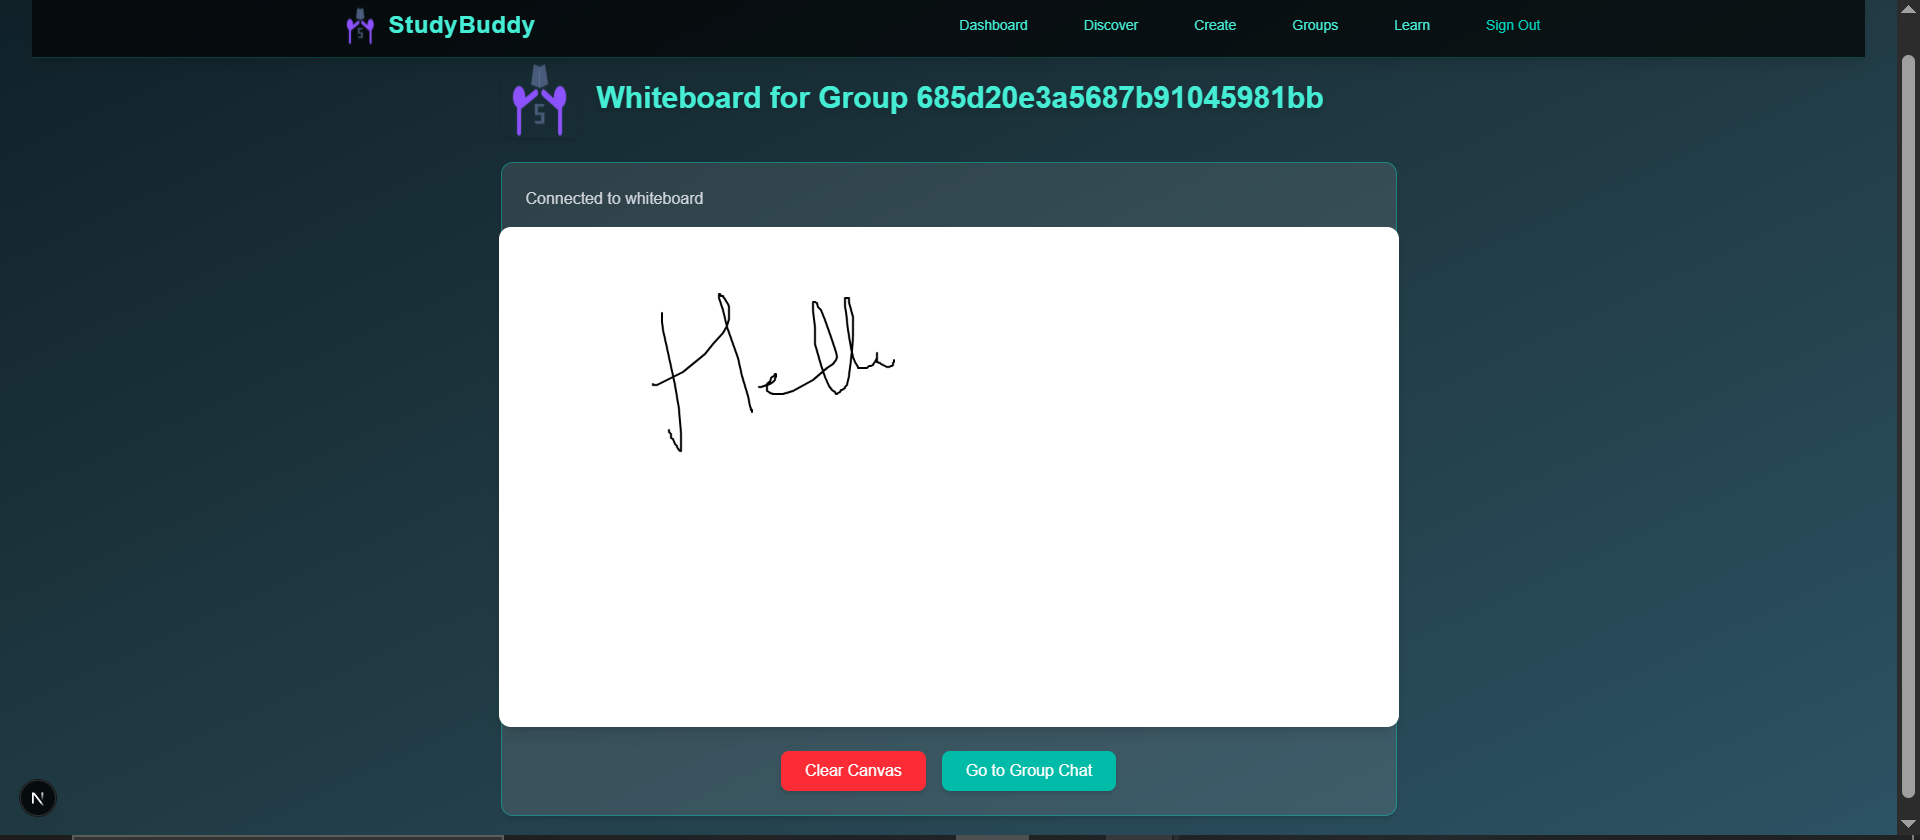 StudyBuddy Dashboard Discover Create Groups Learn Sign Out
S
Whiteboard for Group 685d20e3a5687b91045981bb
Connected to whiteboard
Hello
Clear Canvas Go to Group Chat
N